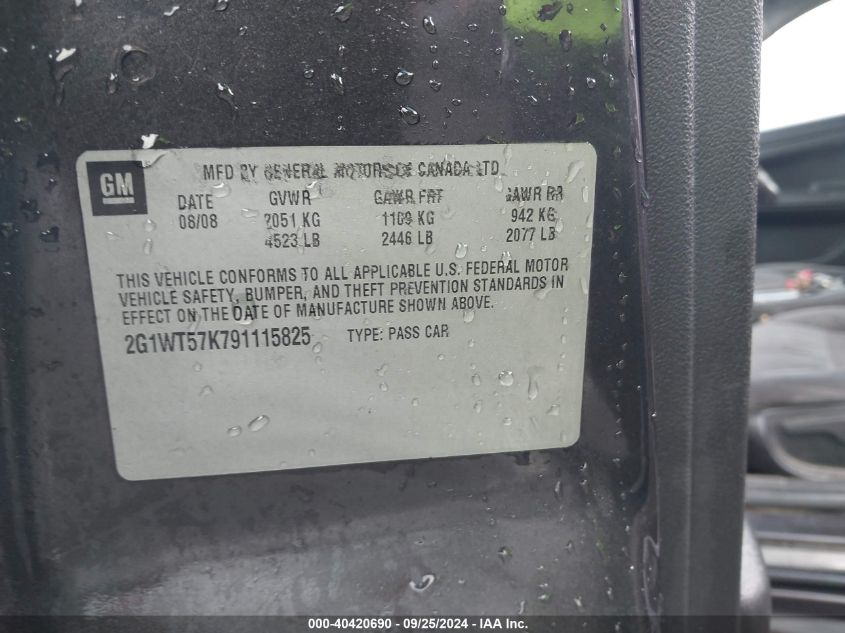 GM
MFD BY GENERAL MOTORS OF CANADA LTD
DATE GVWR GAWR FRT GAWR RR
08/08 2051 KG 1109 KG 942 KG
4523 LB 2446 LB 2077 LB
THIS VEHICLE CONFORMS TO ALL APPLICABLE U.S. FEDERAL MOTOR
VEHICLE SAFETY, BUMPER, AND THEFT PREVENTION STANDARDS IN
EFFECT ON THE DATE OF MANUFACTURE SHOWN ABOVE.
2G1WT57K791115825 TYPE: PASS CAR
000-40420690 - 09/25/2024 - IAA Inc.